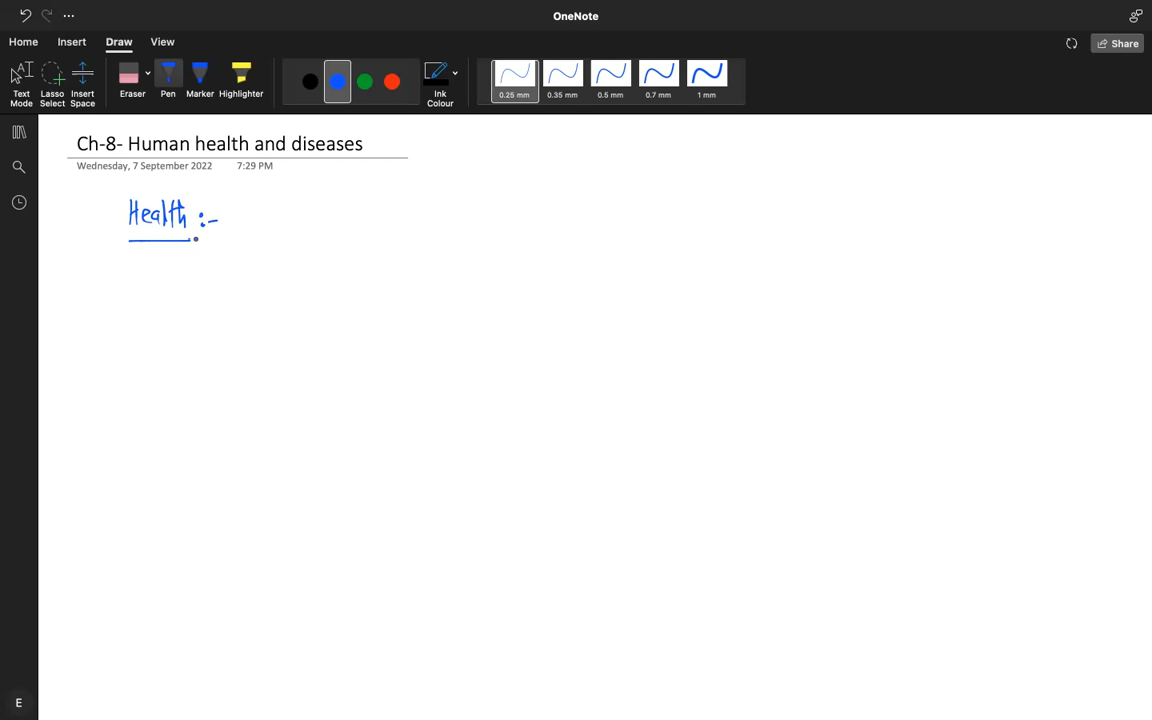 OneNote
Home Insert Draw View
Share
Text Mode
Lasso Select
Insert Space
Eraser
Pen
Marker
Highlighter
Ink Colour
0.25 mm
0.35 mm
0.5 mm
0.7 mm
1 mm
Ch-8- Human health and diseases
Wednesday, 7 September 2022 7:29 PM
Health :-
E